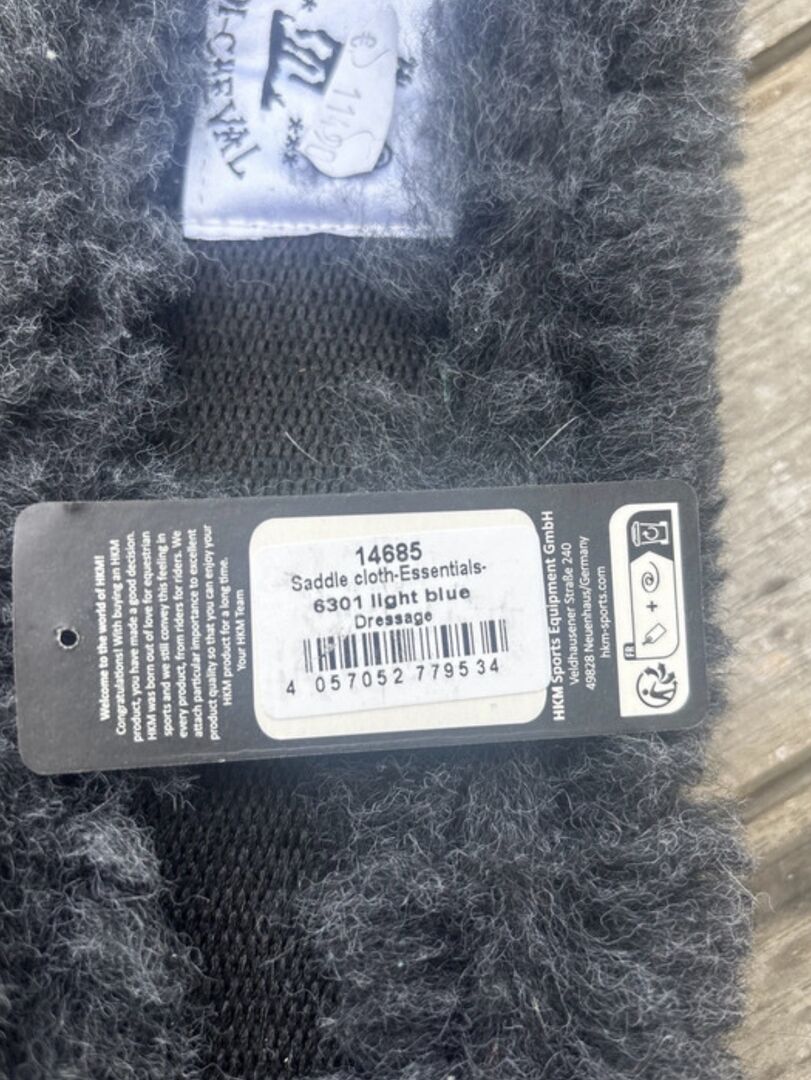 € 114,90
Welcome to the world of HKM!
Congratulations! With buying an HKM
product, you have made a good decision.
HKM was born out of love for equestrian
sports and we still convey this feeling in
every product, from riders for riders. We
attach particular importance to excellent
product quality so that you can enjoy your
HKM product for a long time.
Your HKM Team
14685
Saddle cloth-Essentials-
6301 light blue
Dressage
4 057052 779534
HKM Sports Equipment GmbH
Veldhausener Straße 240
49828 Neuenhaus/Germany
hkm-sports.com
FR
+